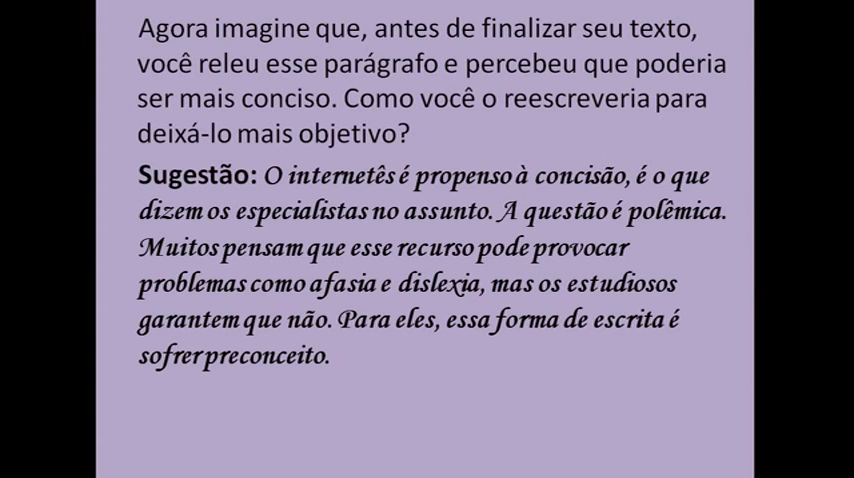 Agora imagine que, antes de finalizar seu texto,
você releu esse parágrafo e percebeu que poderia
ser mais conciso. Como você o reescreveria para
deixá-lo mais objetivo?
Sugestão: O internetês é propenso à concisão, é o que
dizem os especialistas no assunto. A questão é polêmica.
Muitos pensam que esse recurso pode provocar
problemas como afasia e dislexia, mas os estudiosos
garantem que não. Para eles, essa forma de escrita é
sofrer preconceito.